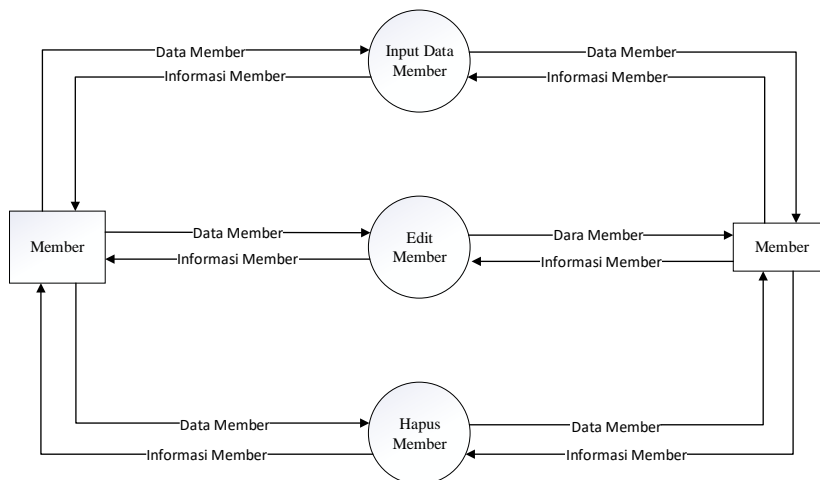 Data Member
Input Data
Member
Data Member
Informasi Member
Informasi Member
Member
Data Member
Edit
Member
Dara Member
Member
Informasi Member
Informasi Member
Data Member
Hapus
Member
Data Member
Informasi Member
Informasi Member